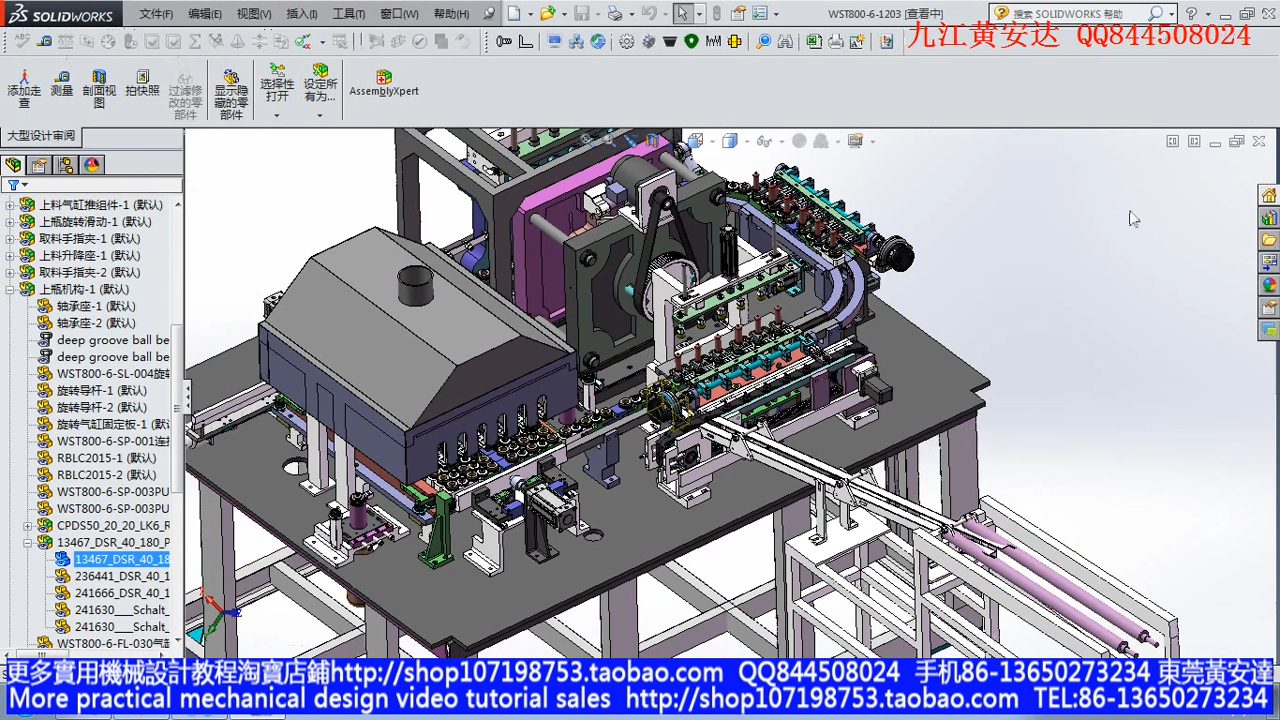 SOLIDWORKS 文件(F) 编辑(E) 视图(V) 插入(I) 工具(T) 窗口(W) 帮助(H) WST800-6-1203 [查看中] 搜索 SOLIDWORKS 帮助
九江黄安达 QQ844508024
添加走查 测量 剖面视图 拍快照 过滤修改的零部件 显示隐藏的零部件 选择性打开 设定所有为... AssemblyXpert
大型设计审阅
上料气缸推组件-1 (默认)
上瓶旋转滑动-1 (默认)
取料手指夹-1 (默认)
上料升降座-1 (默认)
取料手指夹-2 (默认)
上瓶机构-1 (默认)
轴承座-1 (默认)
轴承座-2 (默认)
deep groove ball be
deep groove ball be
WST800-6-SL-004旋转
旋转导杆-1 (默认)
旋转导杆-2 (默认)
旋转气缸固定板-1 (默认
WST800-6-SP-001连
RBLC2015-1 (默认)
RBLC2015-2 (默认)
WST800-6-SP-003PU
WST800-6-SP-003PU
CPDS50_20_20_LK6_R
13467_DSR_40_180_P
13467_DSR_40_18
236441_DSR_40_1
241666_DSR_40_1
241630___Schalt_
241630___Schalt_
WST800-6-FL-030气缸
更多實用機械設計教程淘寶店鋪http://shop107198753.taobao.com QQ844508024 手机86-13650273234 東莞黃安達
More practical mechanical design video tutorial sales http://shop107198753.taobao.com TEL:86-13650273234